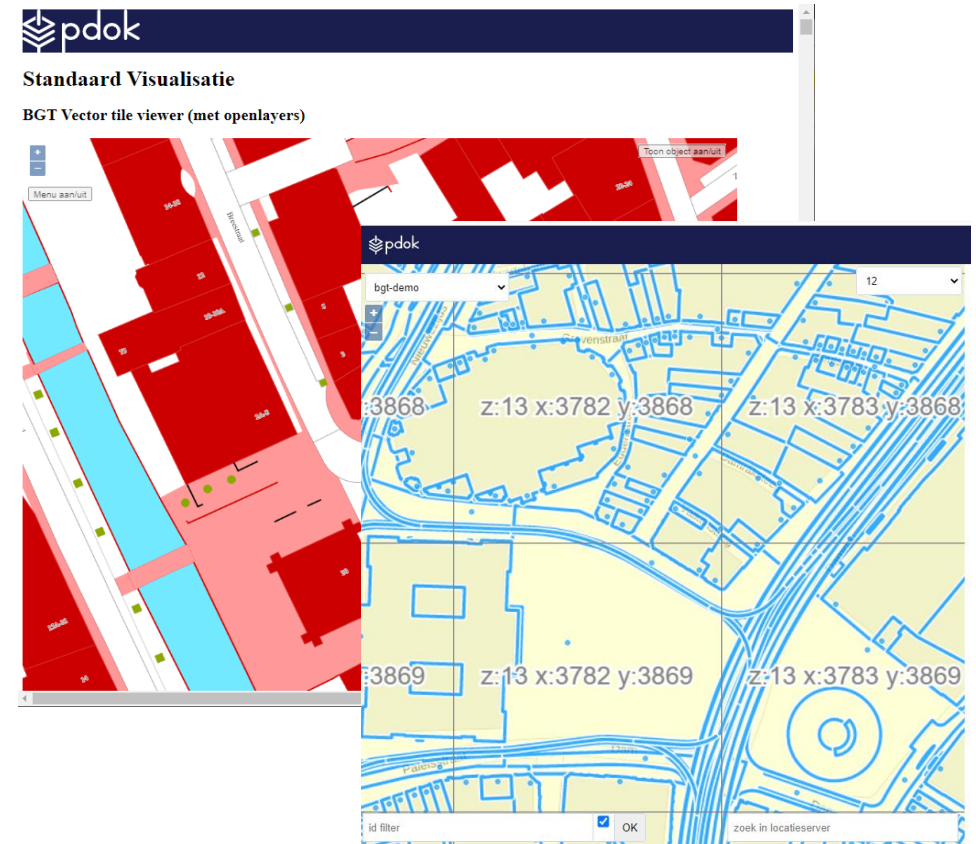 pdok
Standaard Visualisatie
BGT Vector tile viewer (met openlayers)
+
−
Menu aan/uit
Toon object aan/uit
Breestraat
pdok
bgt-demo
12
+
−
:3868
z:13 x:3782 y:3868
z:13 x:3783 y:3868
:3869
z:13 x:3782 y:3869
z:13 x:3783 y:3869
Dam
Paleisstraat
id filter
OK
zoek in locatieserver